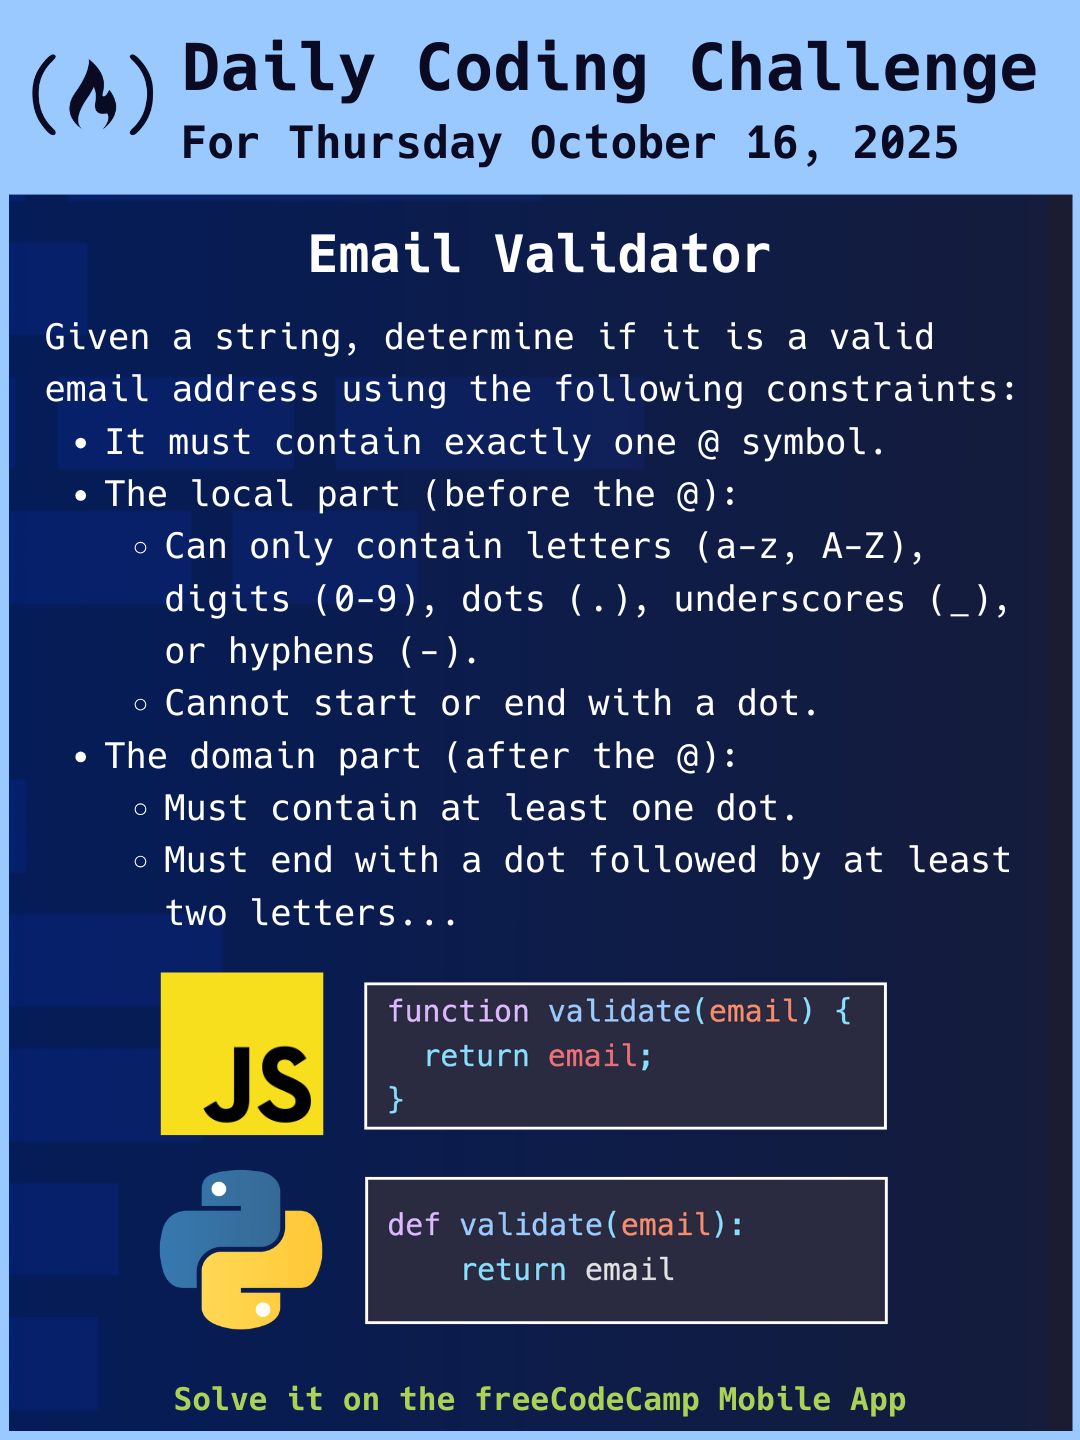 Daily Coding Challenge
For Thursday October 16, 2025
Email Validator
Given a string, determine if it is a valid
email address using the following constraints:
• It must contain exactly one @ symbol.
• The local part (before the @):
○ Can only contain letters (a-z, A-Z),
digits (0-9), dots (.), underscores (_),
or hyphens (-).
○ Cannot start or end with a dot.
• The domain part (after the @):
○ Must contain at least one dot.
○ Must end with a dot followed by at least
two letters...
JS
function validate(email) {
  return email;
}
def validate(email):
    return email
Solve it on the freeCodeCamp Mobile App